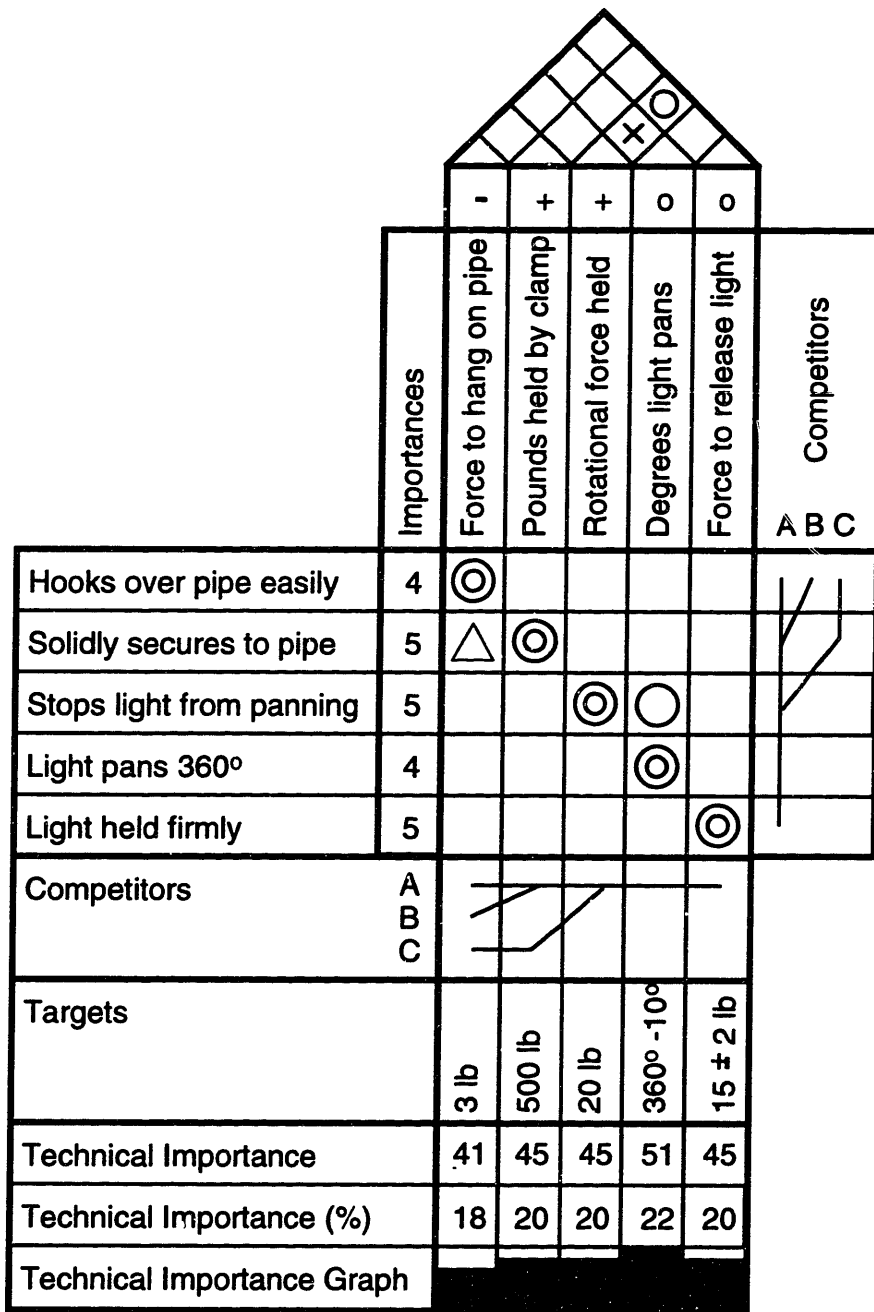 - + + o o
Importances
Force to hang on pipe
Pounds held by clamp
Rotational force held
Degrees light pans
Force to release light
Competitors
A B C
Hooks over pipe easily 4
Solidly secures to pipe 5
Stops light from panning 5
Light pans 360º 4
Light held firmly 5
Competitors A
B
C
Targets
3 lb
500 lb
20 lb
360º -10º
15 ± 2 lb
Technical Importance 41 45 45 51 45
Technical Importance (%) 18 20 20 22 20
Technical Importance Graph